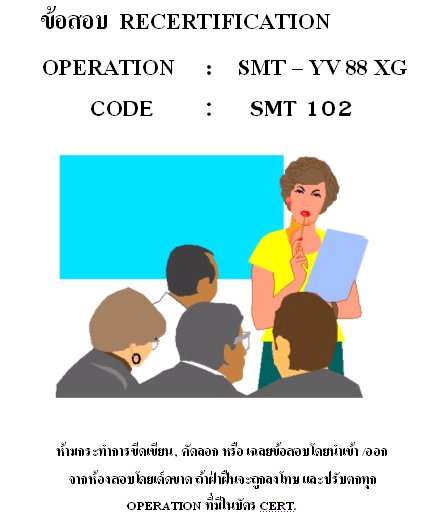 ข้อสอบ RECERTIFICATION
OPERATION : SMT – YV 88 XG
CODE : SMT 102
ห้ามกระทำการขีดเขียน, คัดลอก หรือ เฉลยข้อสอบโดยนำเข้า /ออก
จากห้องสอบโดยเด็ดขาด ถ้าฝ่าฝืนจะถูกลงโทษ และปรับตกทุก
OPERATION ที่มีในบัตร CERT.